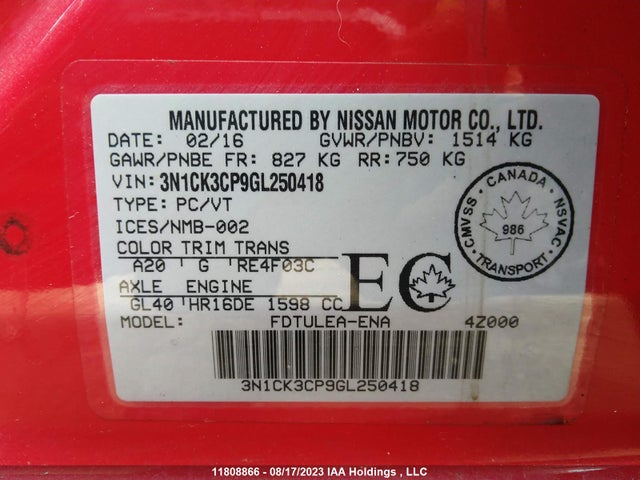 MANUFACTURED BY NISSAN MOTOR CO., LTD.
DATE: 02/16 GVWR/PNBV: 1514 KG
GAWR/PNBE FR: 827 KG RR: 750 KG
VIN: 3N1CK3CP9GL250418
TYPE: PC/VT
ICES/NMB-002
COLOR TRIM TRANS
A20 G RE4F03C
AXLE ENGINE
GL40 HR16DE 1598 CC
EC
MODEL: FDTULEA-ENA 4Z000
3N1CK3CP9GL250418
CMVSS · CANADA · NSVAC
986
TRANSPORT
11808866 - 08/17/2023 IAA Holdings , LLC